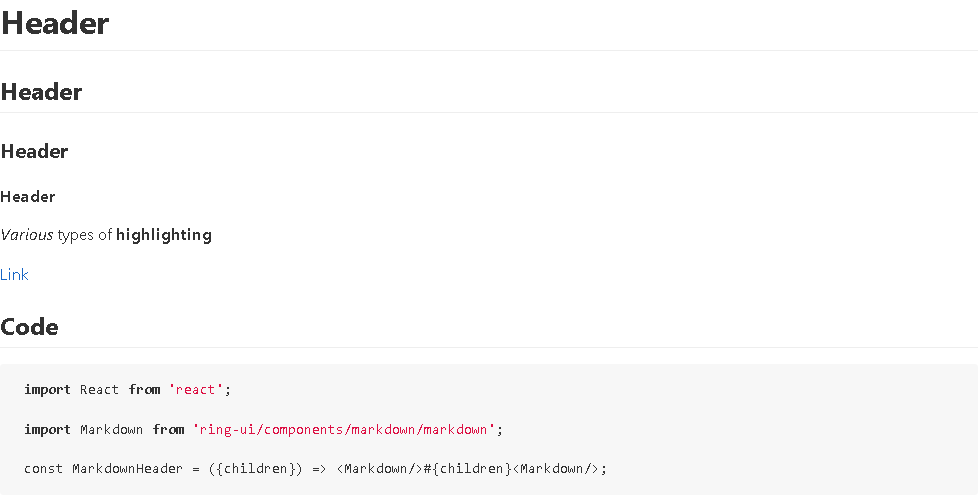 Header
Header
Header
Header
Various types of highlighting
Link
Code
import React from 'react';
import Markdown from 'ring-ui/components/markdown/markdown';
const MarkdownHeader = ({children}) => <Markdown/>#{children}<Markdown/>;